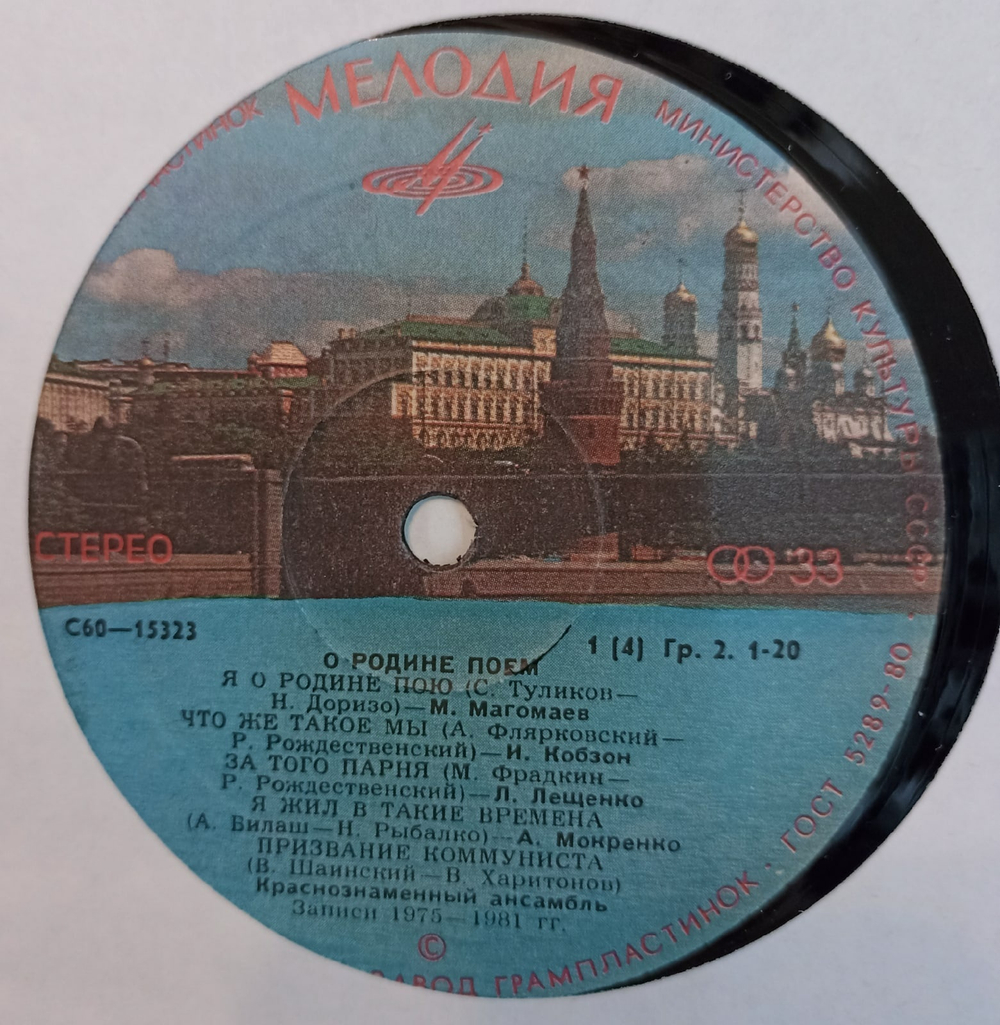 МЕЛОДИЯ
МИНИСТЕРСТВО КУЛЬТУРЫ СССР · ГОСТ 5289-80 ·
ЗАВОД ГРАМПЛАСТИНОК
СТЕРЕО
33
С60—15323
1 (4) Гр. 2. 1-20
О РОДИНЕ ПОЕМ
Я О РОДИНЕ ПОЮ (С. Туликов—
Н. Доризо)—М. Магомаев
ЧТО ЖЕ ТАКОЕ МЫ (А. Флярковский—
Р. Рождественский)—И. Кобзон
ЗА ТОГО ПАРНЯ (М. Фрадкин—
Р. Рождественский)—Л. Лещенко
Я ЖИЛ В ТАКИЕ ВРЕМЕНА
(А. Билаш—Н. Рыбалко)—А. Мокренко
ПРИЗВАНИЕ КОММУНИСТА
(В. Шаинский—В. Харитонов)
Краснознаменный ансамбль
Записи 1975—1981 гг.
©